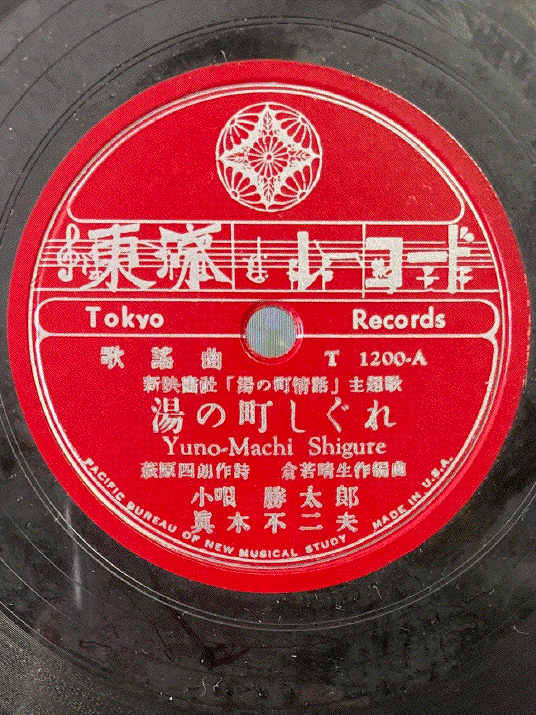 東京レコード
Tokyo Records
歌謡曲 T 1200-A
新映画社「湯の町情話」主題歌
湯の町しぐれ
Yuno-Machi Shigure
萩原四朗作詩 倉若晴生作編曲
小唄 勝太郎
眞木不二夫
PACIFIC BUREAU OF NEW MUSICAL STUDY MADE IN U.S.A.